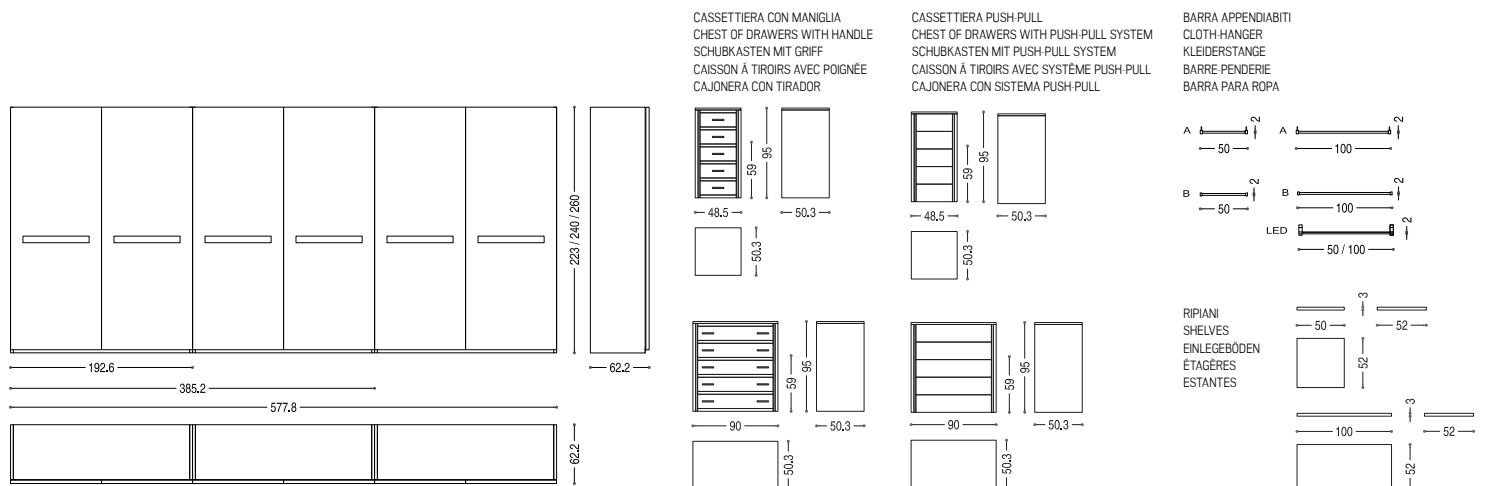 CASSETTIERA CON MANIGLIA
CHEST OF DRAWERS WITH HANDLE
SCHUBKASTEN MIT GRIFF
CAISSON Á TIROIRS AVEC POIGNÉE
CAJONERA CON TIRADOR
CASSETTIERA PUSH-PULL
CHEST OF DRAWERS WITH PUSH-PULL SYSTEM
SCHUBKASTEN MIT PUSH-PULL SYSTEM
CAISSON Á TIROIRS AVEC SYSTÈME PUSH-PULL
CAJONERA CON SISTEMA PUSH-PULL
BARRA APPENDIABITI
CLOTH-HANGER
KLEIDERSTANGE
BARRE-PENDERIE
BARRA PARA ROPA
223 / 240 / 260
192.6
385.2
577.8
62.2
62.2
59
95
48.5
50.3
50.3
59
95
90
50.3
50.3
59
95
48.5
50.3
50.3
59
95
90
50.3
50.3
A
50
2
A
100
2
B
50
2
B
100
2
LED
50 / 100
2
RIPIANI
SHELVES
EINLEGEBÖDEN
ÉTAGÈRES
ESTANTES
50
3
52
52
100
3
52
52